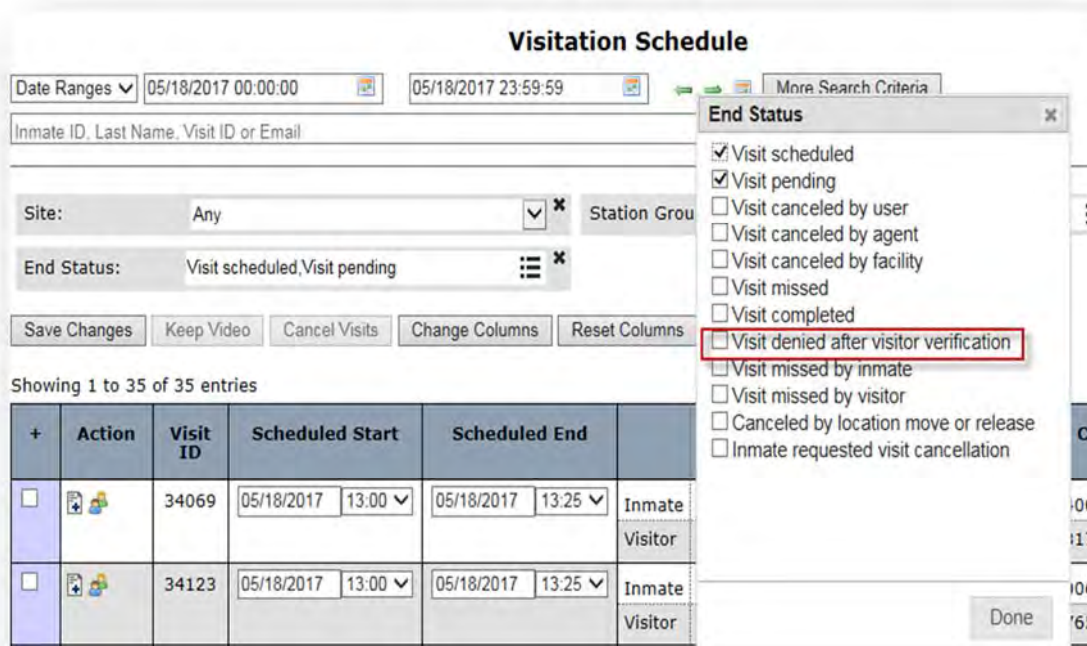 Visitation Schedule
Date Ranges 05/18/2017 00:00:00 05/18/2017 23:59:59 More Search Criteria
Inmate ID, Last Name, Visit ID or Email
End Status
Visit scheduled
Visit pending
Visit canceled by user
Visit canceled by agent
Visit canceled by facility
Visit missed
Visit completed
Visit denied after visitor verification
Visit missed by inmate
Visit missed by visitor
Canceled by location move or release
Inmate requested visit cancellation
Done
Site: Any Station Grou
End Status: Visit scheduled,Visit pending
Save Changes Keep Video Cancel Visits Change Columns Reset Columns
Showing 1 to 35 of 35 entries
+ Action Visit ID Scheduled Start Scheduled End
34069 05/18/2017 13:00 05/18/2017 13:25 Inmate
Visitor
34123 05/18/2017 13:00 05/18/2017 13:25 Inmate
Visitor